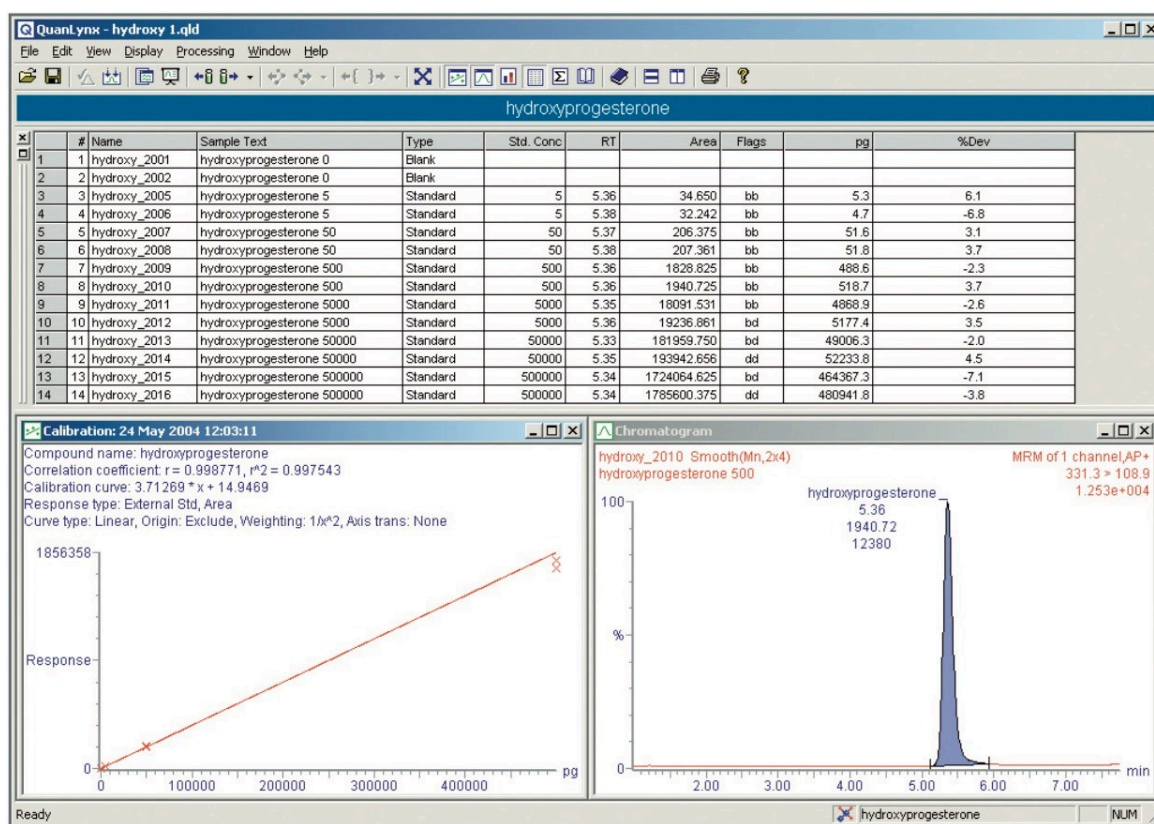 QuanLynx - hydroxy 1.qld
File Edit View Display Processing Window Help
hydroxyprogesterone
# Name Sample Text Type Std. Conc RT Area Flags pg %Dev
1 1 hydroxy_2001 hydroxyprogesterone 0 Blank
2 2 hydroxy_2002 hydroxyprogesterone 0 Blank
3 3 hydroxy_2005 hydroxyprogesterone 5 Standard 5 5.36 34.650 bb 5.3 6.1
4 4 hydroxy_2006 hydroxyprogesterone 5 Standard 5 5.38 32.242 bb 4.7 -6.8
5 5 hydroxy_2007 hydroxyprogesterone 50 Standard 50 5.37 206.375 bb 51.6 3.1
6 6 hydroxy_2008 hydroxyprogesterone 50 Standard 50 5.38 207.361 bb 51.8 3.7
7 7 hydroxy_2009 hydroxyprogesterone 500 Standard 500 5.36 1828.825 bb 488.6 -2.3
8 8 hydroxy_2010 hydroxyprogesterone 500 Standard 500 5.36 1940.725 bb 518.7 3.7
9 9 hydroxy_2011 hydroxyprogesterone 5000 Standard 5000 5.35 18091.531 bb 4868.9 -2.6
10 10 hydroxy_2012 hydroxyprogesterone 5000 Standard 5000 5.36 19236.861 bd 5177.4 3.5
11 11 hydroxy_2013 hydroxyprogesterone 50000 Standard 50000 5.33 181959.750 bd 49006.3 -2.0
12 12 hydroxy_2014 hydroxyprogesterone 50000 Standard 50000 5.35 193942.656 dd 52233.8 4.5
13 13 hydroxy_2015 hydroxyprogesterone 500000 Standard 500000 5.34 1724064.625 bd 464367.3 -7.1
14 14 hydroxy_2016 hydroxyprogesterone 500000 Standard 500000 5.34 1785600.375 dd 480941.8 -3.8
Calibration: 24 May 2004 12:03:11
Compound name: hydroxyprogesterone
Correlation coefficient: r = 0.998771, r^2 = 0.997543
Calibration curve: 3.71269 * x + 14.9469
Response type: External Std, Area
Curve type: Linear, Origin: Exclude, Weighting: 1/x^2, Axis trans: None
1856358
Response
0
0 100000 200000 300000 400000 pg
Chromatogram
hydroxy_2010 Smooth(Mn,2x4) MRM of 1 channel,AP+
hydroxyprogesterone 500 331.3 > 108.9
1.253e+004
hydroxyprogesterone
5.36
1940.72
12380
100
%
0
2.00 3.00 4.00 5.00 6.00 7.00 min
Ready hydroxyprogesterone NUM